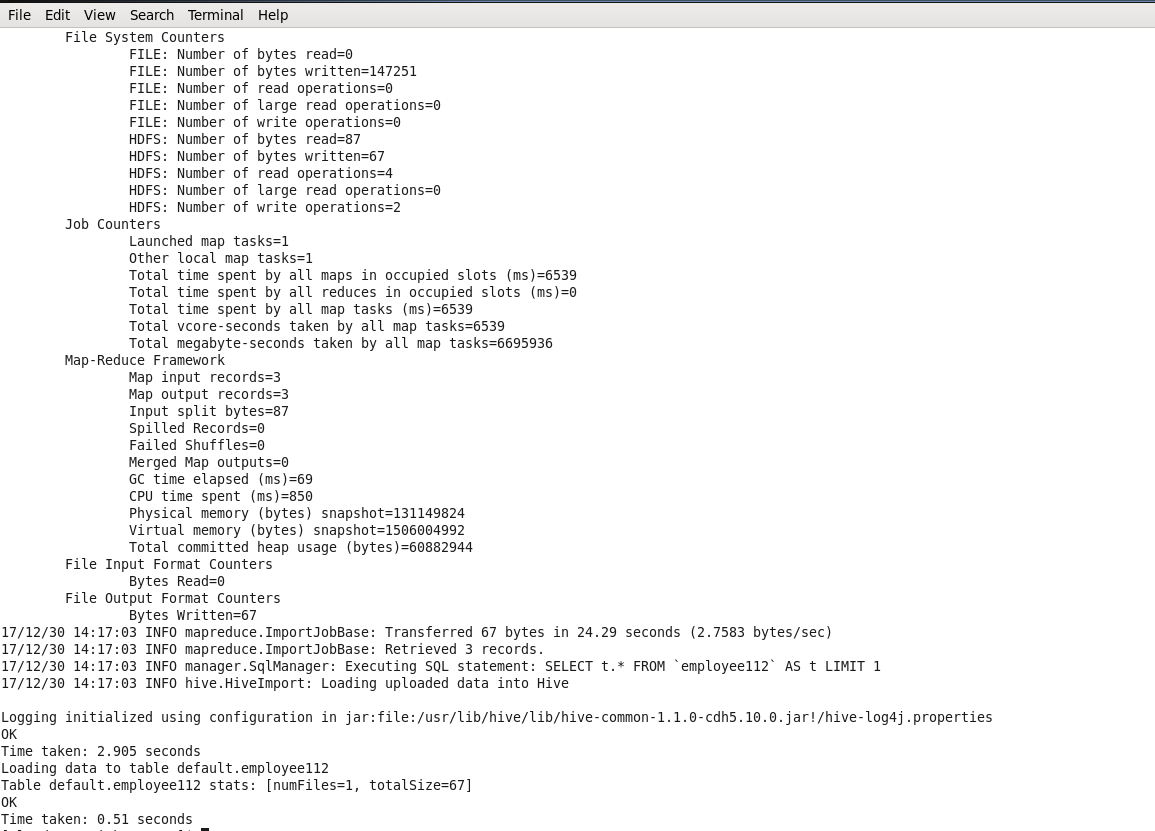 File Edit View Search Terminal Help
File System Counters
FILE: Number of bytes read=0
FILE: Number of bytes written=147251
FILE: Number of read operations=0
FILE: Number of large read operations=0
FILE: Number of write operations=0
HDFS: Number of bytes read=87
HDFS: Number of bytes written=67
HDFS: Number of read operations=4
HDFS: Number of large read operations=0
HDFS: Number of write operations=2
Job Counters
Launched map tasks=1
Other local map tasks=1
Total time spent by all maps in occupied slots (ms)=6539
Total time spent by all reduces in occupied slots (ms)=0
Total time spent by all map tasks (ms)=6539
Total vcore-seconds taken by all map tasks=6539
Total megabyte-seconds taken by all map tasks=6695936
Map-Reduce Framework
Map input records=3
Map output records=3
Input split bytes=87
Spilled Records=0
Failed Shuffles=0
Merged Map outputs=0
GC time elapsed (ms)=69
CPU time spent (ms)=850
Physical memory (bytes) snapshot=131149824
Virtual memory (bytes) snapshot=1506004992
Total committed heap usage (bytes)=60882944
File Input Format Counters
Bytes Read=0
File Output Format Counters
Bytes Written=67
17/12/30 14:17:03 INFO mapreduce.ImportJobBase: Transferred 67 bytes in 24.29 seconds (2.7583 bytes/sec)
17/12/30 14:17:03 INFO mapreduce.ImportJobBase: Retrieved 3 records.
17/12/30 14:17:03 INFO manager.SqlManager: Executing SQL statement: SELECT t.* FROM `employee112` AS t LIMIT 1
17/12/30 14:17:03 INFO hive.HiveImport: Loading uploaded data into Hive
Logging initialized using configuration in jar:file:/usr/lib/hive/lib/hive-common-1.1.0-cdh5.10.0.jar!/hive-log4j.properties
OK
Time taken: 2.905 seconds
Loading data to table default.employee112
Table default.employee112 stats: [numFiles=1, totalSize=67]
OK
Time taken: 0.51 seconds